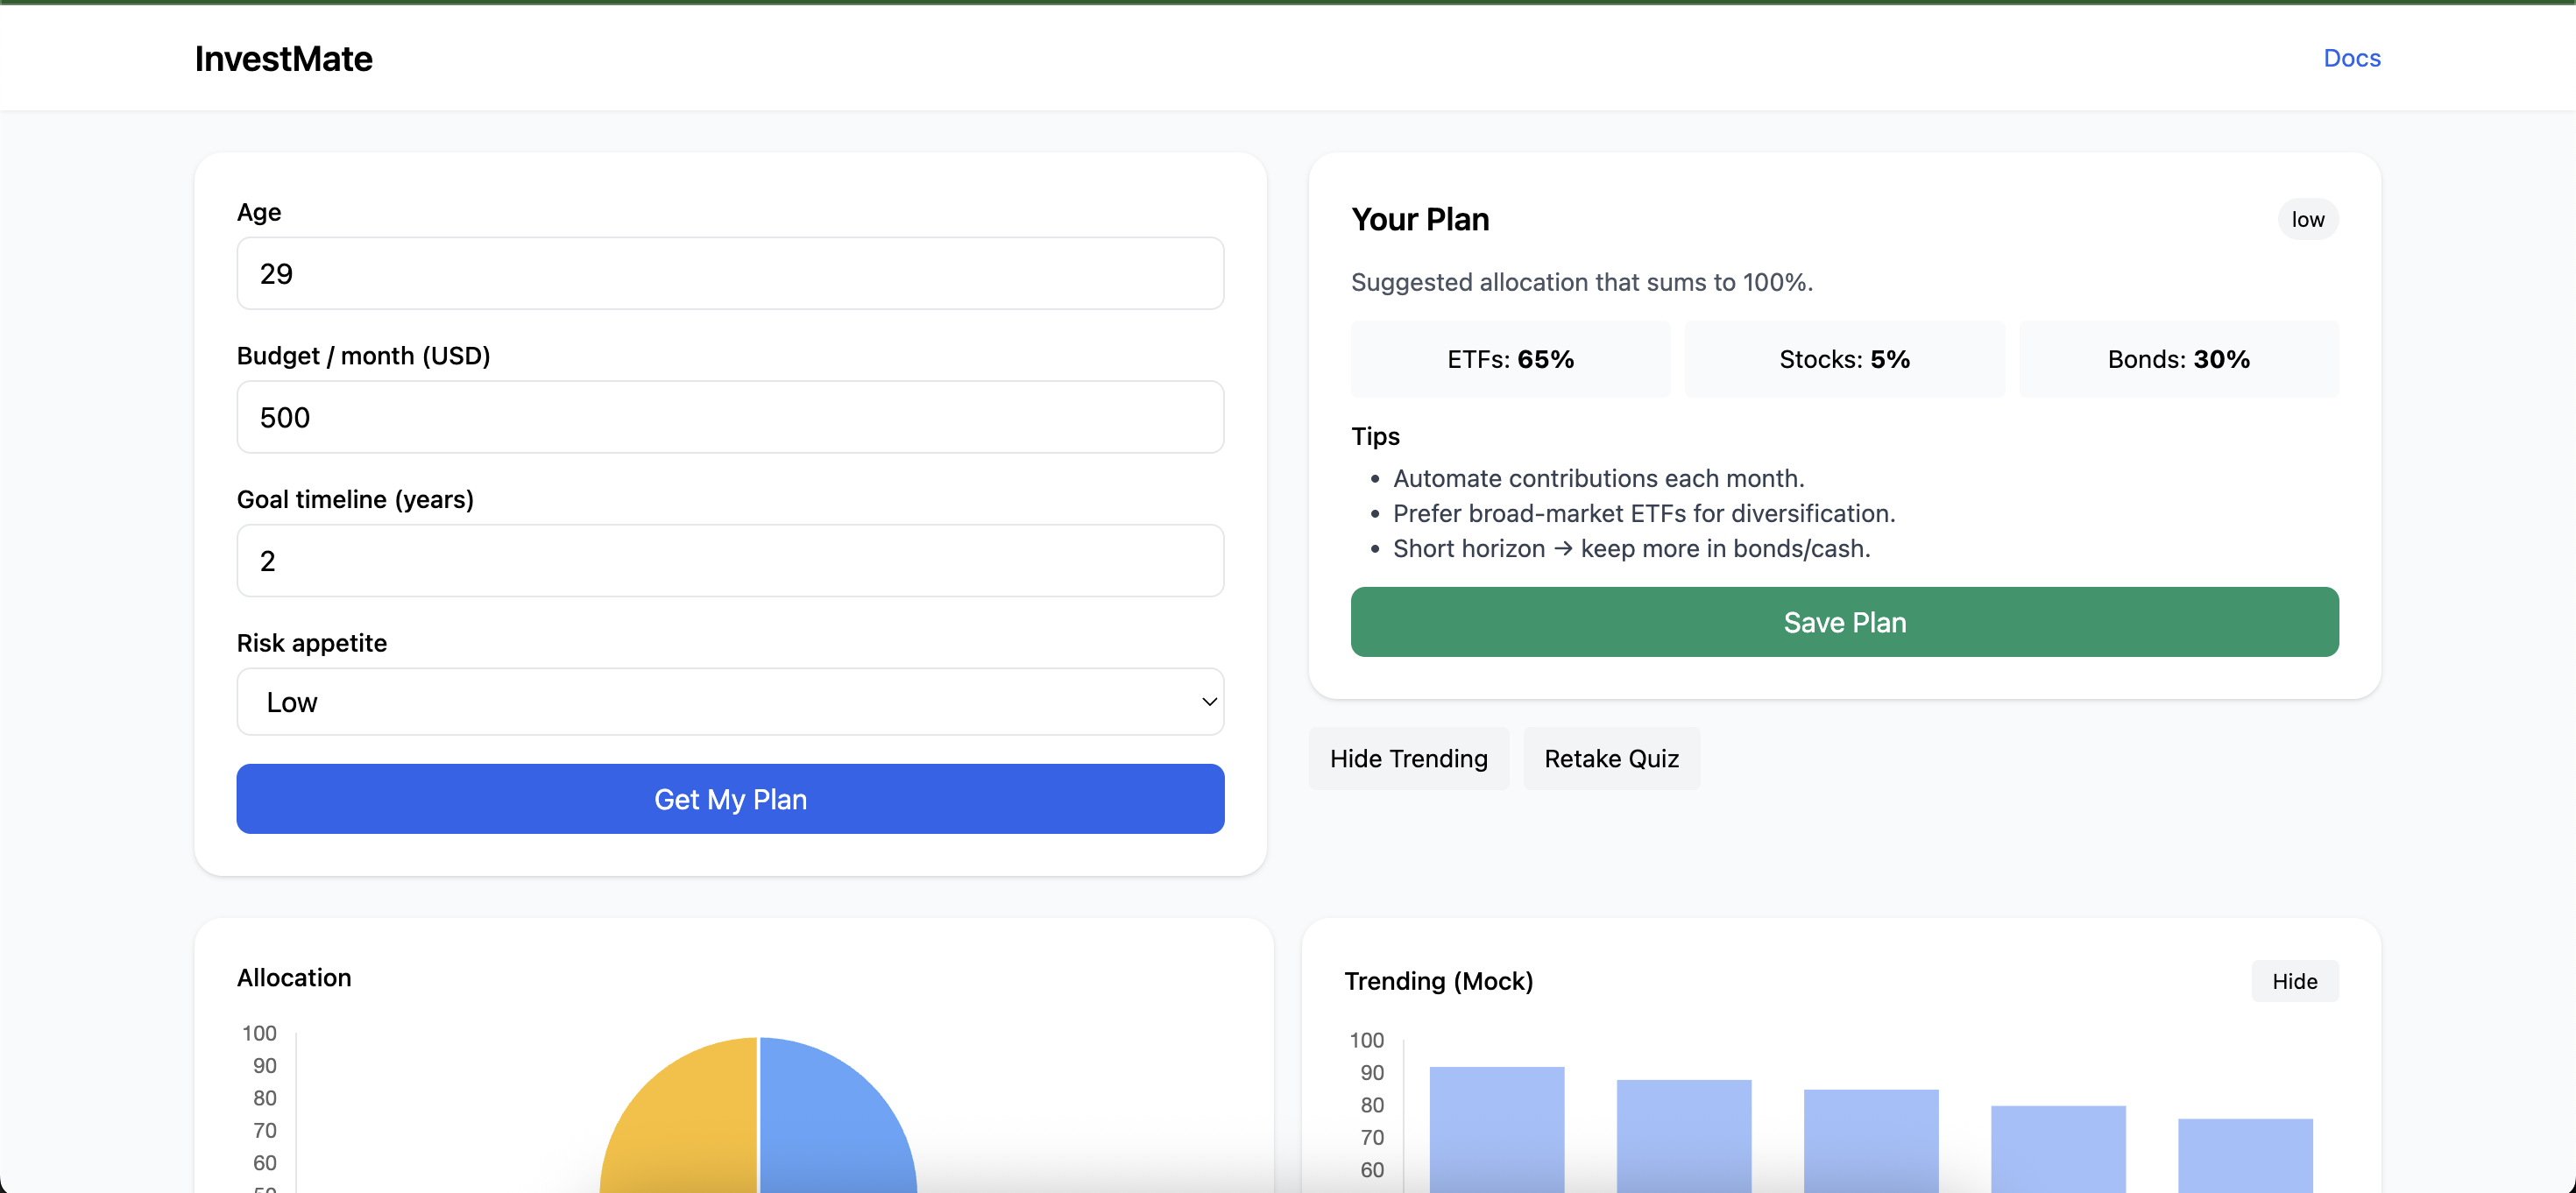 InvestMate
Docs
Age
29
Budget / month (USD)
500
Goal timeline (years)
2
Risk appetite
Low
Get My Plan
Your Plan
low
Suggested allocation that sums to 100%.
ETFs: 65%
Stocks: 5%
Bonds: 30%
Tips
• Automate contributions each month.
• Prefer broad-market ETFs for diversification.
• Short horizon → keep more in bonds/cash.
Save Plan
Hide Trending
Retake Quiz
Allocation
100
90
80
70
60
Trending (Mock)
Hide
100
90
80
70
60